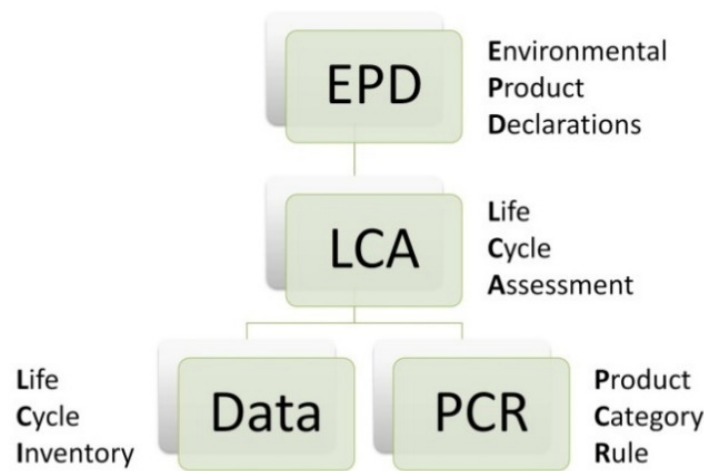 EPD
Environmental
Product
Declarations
LCA
Life
Cycle
Assessment
Life
Cycle
Inventory
Data
PCR
Product
Category
Rule